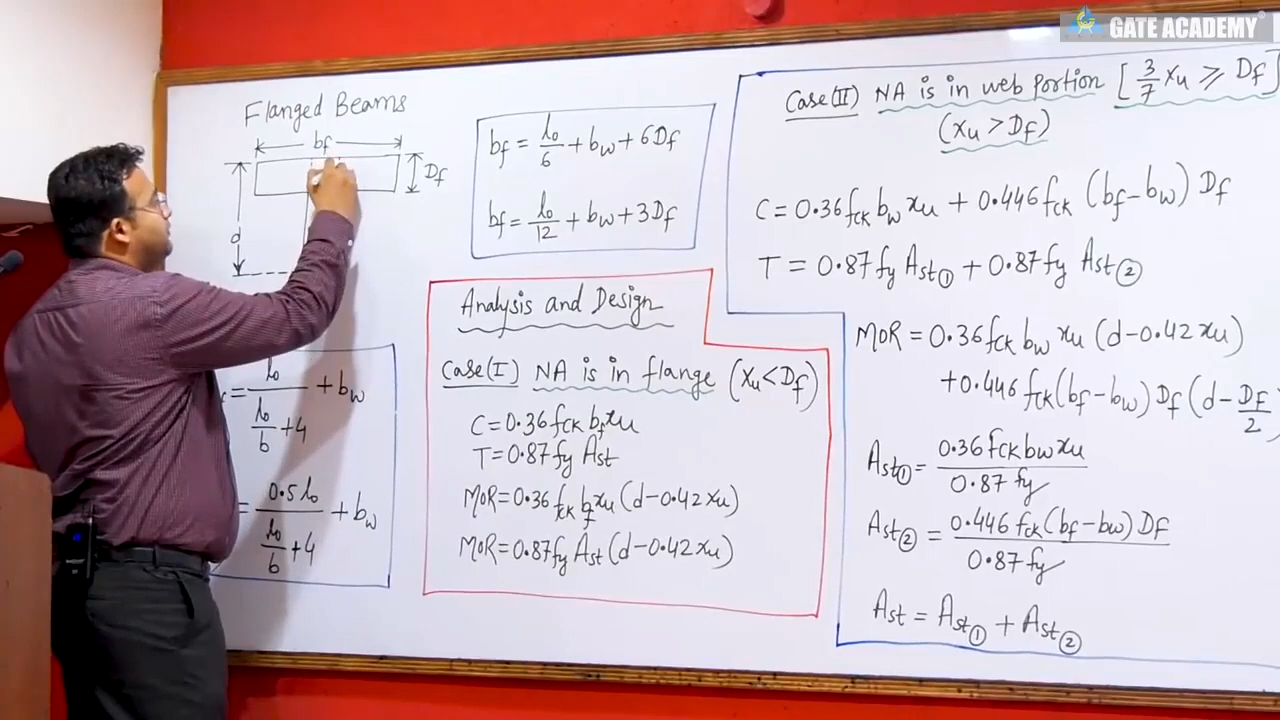 GATE ACADEMY
Flanged Beams
bf
Df
d
bf = l₀/6 + bw + 6Df
bf = l₀/12 + bw + 3Df
= l₀/(l₀/b + 4) + bw
= 0.5l₀/(l₀/b + 4) + bw
Analysis and Design
Case(I) NA is in flange (xu < Df)
C = 0.36 fck bf xu
T = 0.87 fy Ast
MOR = 0.36 fck bf xu (d - 0.42 xu)
MOR = 0.87 fy Ast (d - 0.42 xu)
Case(II) NA is in web portion [3/7 xu ≥ Df]
(xu > Df)
C = 0.36 fck bw xu + 0.446 fck (bf - bw) Df
T = 0.87 fy Ast① + 0.87 fy Ast②
MOR = 0.36 fck bw xu (d - 0.42 xu)
+ 0.446 fck (bf - bw) Df (d - Df/2)
Ast① = 0.36 fck bw xu / 0.87 fy
Ast② = 0.446 fck (bf - bw) Df / 0.87 fy
Ast = Ast① + Ast②